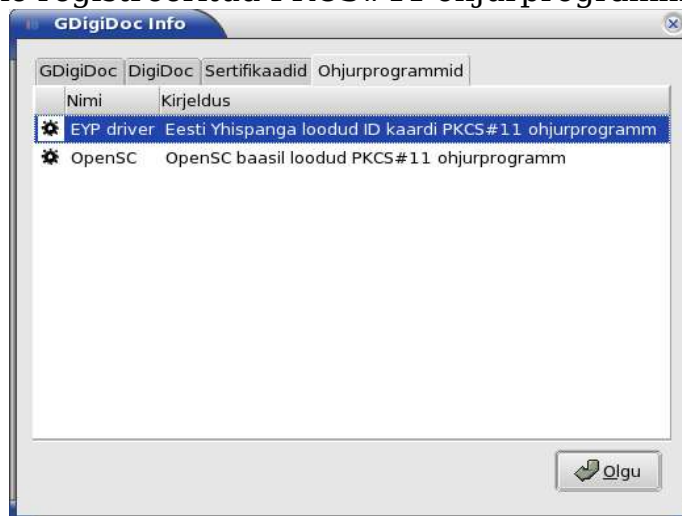 GDigiDoc Info
GDigiDoc DigiDoc Sertifikaadid Ohjurprogrammid
Nimi Kirjeldus
EYP driver Eesti Yhispanga loodud ID kaardi PKCS#11 ohjurprogramm
OpenSC OpenSC baasil loodud PKCS#11 ohjurprogramm
Olgu